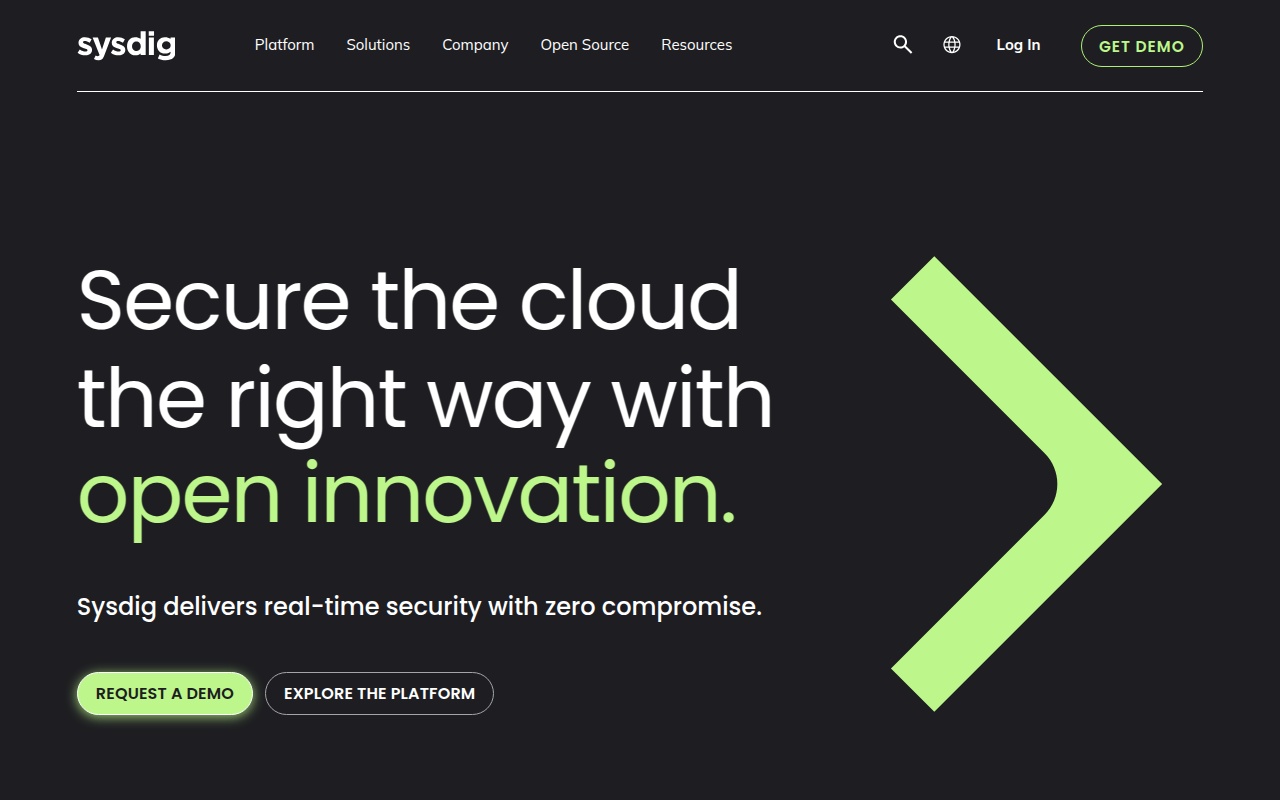 sysdig
Platform
Solutions
Company
Open Source
Resources
Log In
GET DEMO
Secure the cloud
the right way with
open innovation.
Sysdig delivers real-time security with zero compromise.
REQUEST A DEMO
EXPLORE THE PLATFORM